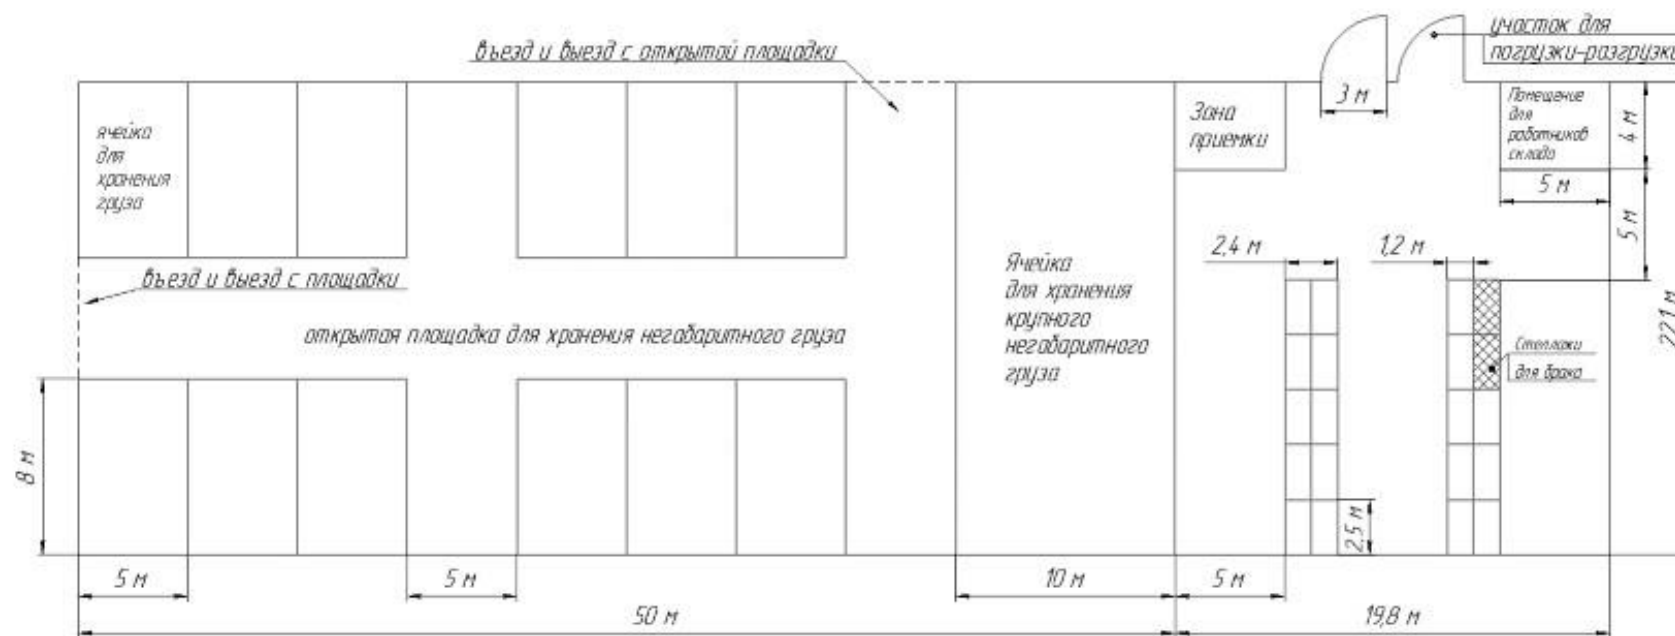 въезд и выезд с открытой площадки
участок для
погрузки-разгрузки
ячейка
для
хранения
груза
Зона
приемки
3 м
Помещение
для
работников
склада
4 м
5 м
5 м
2,4 м
1,2 м
въезд и выезд с площадки
открытая площадка для хранения негабаритного груза
Ячейка
для хранения
крупного
негабаритного
груза
Стеллажи
для брака
22,1 м
8 м
2,5 м
5 м
5 м
10 м
5 м
50 м
19,8 м